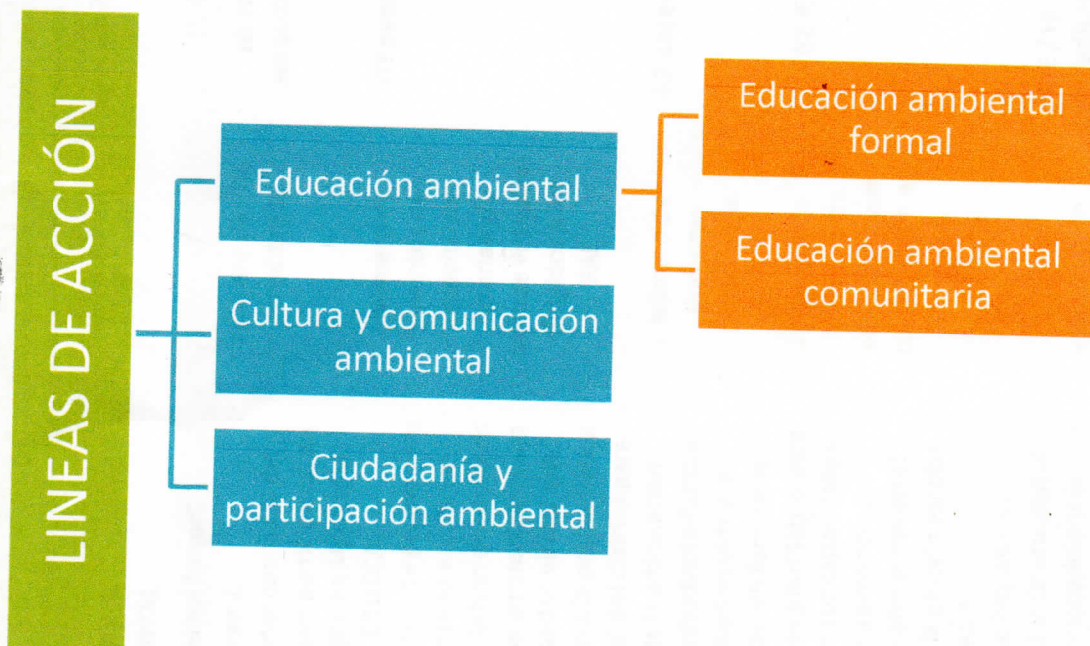 LINEAS DE ACCIÓN
Educación ambiental
Cultura y comunicación
ambiental
Ciudadanía y
participación ambiental
Educación ambiental
formal
Educación ambiental
comunitaria